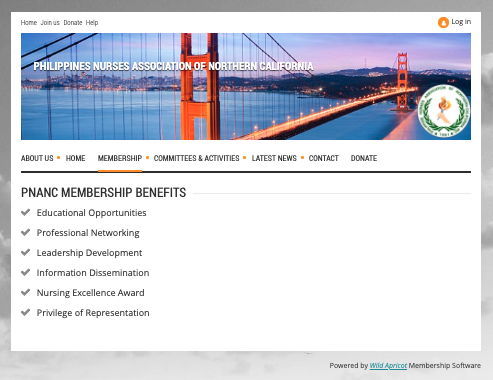 Home Join us Donate Help
Log in
PHILIPPINES NURSES ASSOCIATION OF NORTHERN CALIFORNIA
ABOUT US HOME MEMBERSHIP COMMITTEES & ACTIVITIES LATEST NEWS CONTACT DONATE
PNANC MEMBERSHIP BENEFITS
Educational Opportunities
Professional Networking
Leadership Development
Information Dissemination
Nursing Excellence Award
Privilege of Representation
Powered by Wild Apricot Membership Software